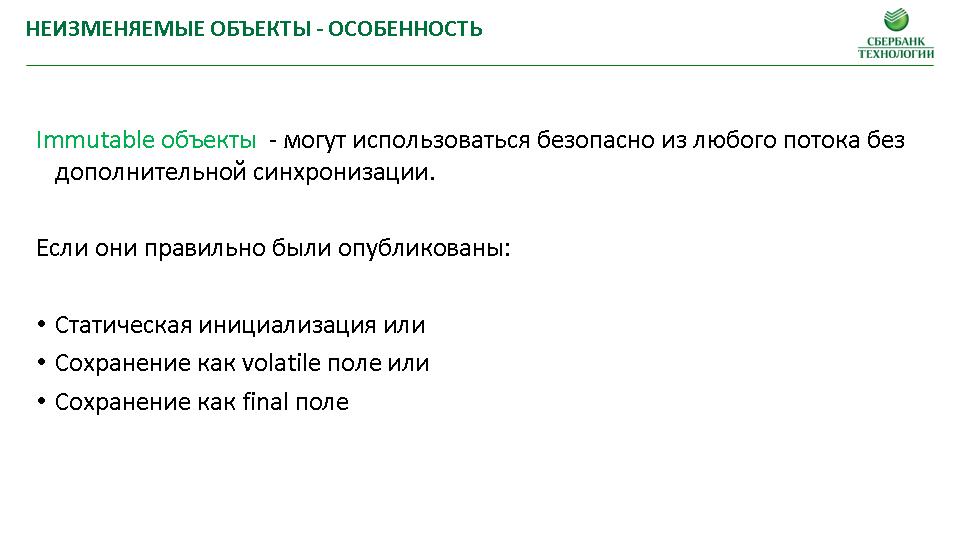 НЕИЗМЕНЯЕМЫЕ ОБЪЕКТЫ - ОСОБЕННОСТЬ
СБЕРБАНК
ТЕХНОЛОГИИ
Immutable объекты - могут использоваться безопасно из любого потока без
дополнительной синхронизации.
Если они правильно были опубликованы:
• Статическая инициализация или
• Сохранение как volatile поле или
• Сохранение как final поле